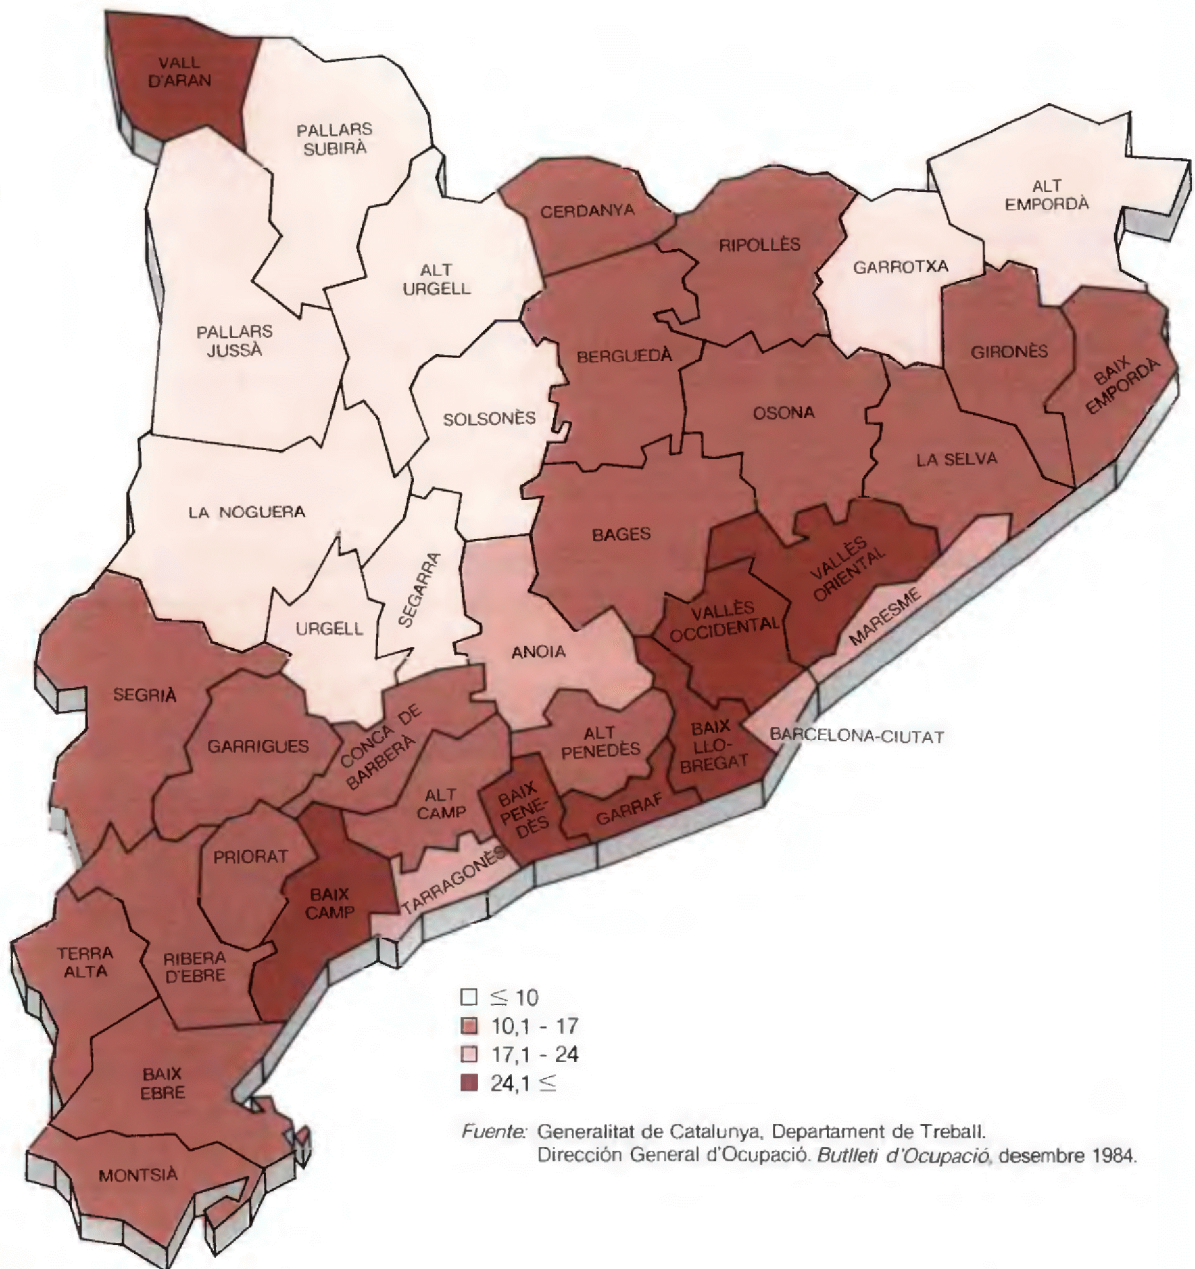 VALL
D'ARAN
PALLARS
SUBIRÀ
ALT
EMPORDÀ
CERDANYA
RIPOLLÈS
GARROTXA
ALT
URGELL
PALLARS
JUSSÀ
BERGUEDÀ
GIRONÈS
BAIX
EMPORDÀ
SOLSONÈS
OSONA
LA SELVA
LA NOGUERA
BAGES
VALLÈS
ORIENTAL
SEGARRA
URGELL
VALLÈS
OCCIDENTAL
MARESME
ANOIA
SEGRIÀ
GARRIGUES
CONCA DE
BARBERÀ
ALT
PENEDÈS
BAIX
LLO-
BREGAT
BARCELONA-CIUTAT
ALT
CAMP
BAIX
PENE-
DÈS
GARRAF
PRIORAT
BAIX
CAMP
TARRAGONÈS
TERRA
ALTA
RIBERA
D'EBRE
BAIX
EBRE
MONTSIÀ
≤ 10
10,1 - 17
17,1 - 24
24,1 ≤
Fuente: Generalitat de Catalunya, Departament de Treball.
Dirección General d'Ocupació. Butlleti d'Ocupació, desembre 1984.